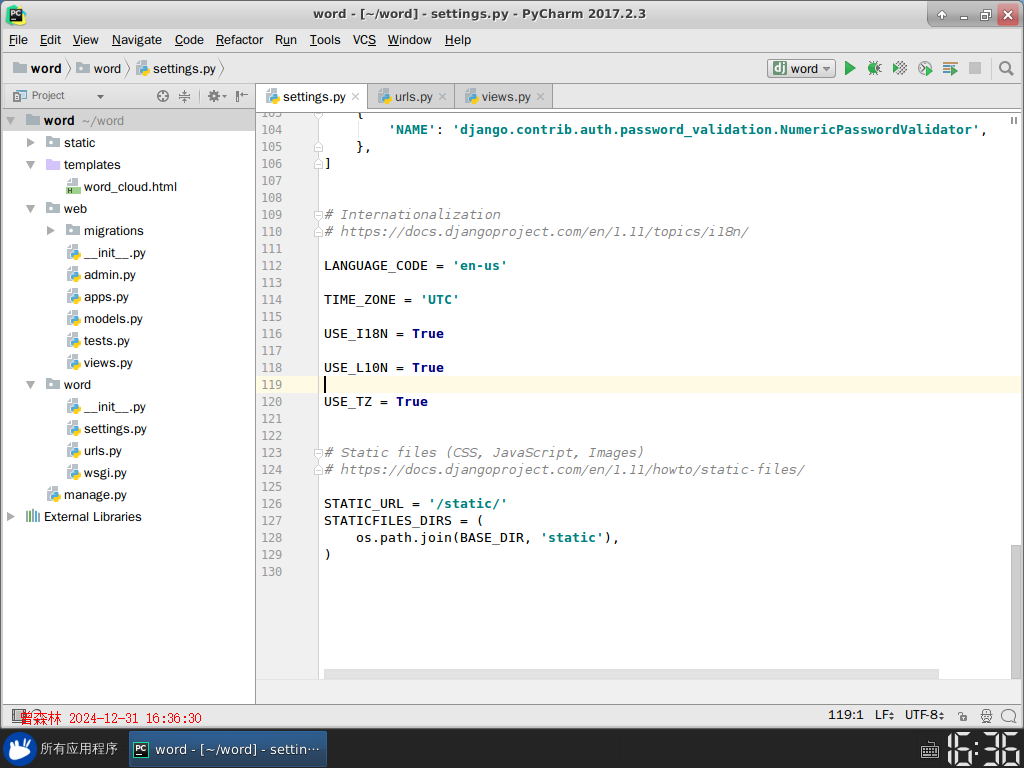 word - [~/word] - settings.py - PyCharm 2017.2.3
File Edit View Navigate Code Refactor Run Tools VCS Window Help
word word settings.py word
Project
settings.py urls.py views.py
word ~/word
static
templates
word_cloud.html
web
migrations
__init__.py
admin.py
apps.py
models.py
tests.py
views.py
word
__init__.py
settings.py
urls.py
wsgi.py
manage.py
External Libraries
103 {
104 'NAME': 'django.contrib.auth.password_validation.NumericPasswordValidator',
105 },
106 ]
107
108
109 # Internationalization
110 # https://docs.djangoproject.com/en/1.11/topics/i18n/
111
112 LANGUAGE_CODE = 'en-us'
113
114 TIME_ZONE = 'UTC'
115
116 USE_I18N = True
117
118 USE_L10N = True
119
120 USE_TZ = True
121
122
123 # Static files (CSS, JavaScript, Images)
124 # https://docs.djangoproject.com/en/1.11/howto/static-files/
125
126 STATIC_URL = '/static/'
127 STATICFILES_DIRS = (
128 os.path.join(BASE_DIR, 'static'),
129 )
130
119:1 LF UTF-8
曾森林 2024-12-31 16:36:30
所有应用程序 word - [~/word] - settin··· 16:36